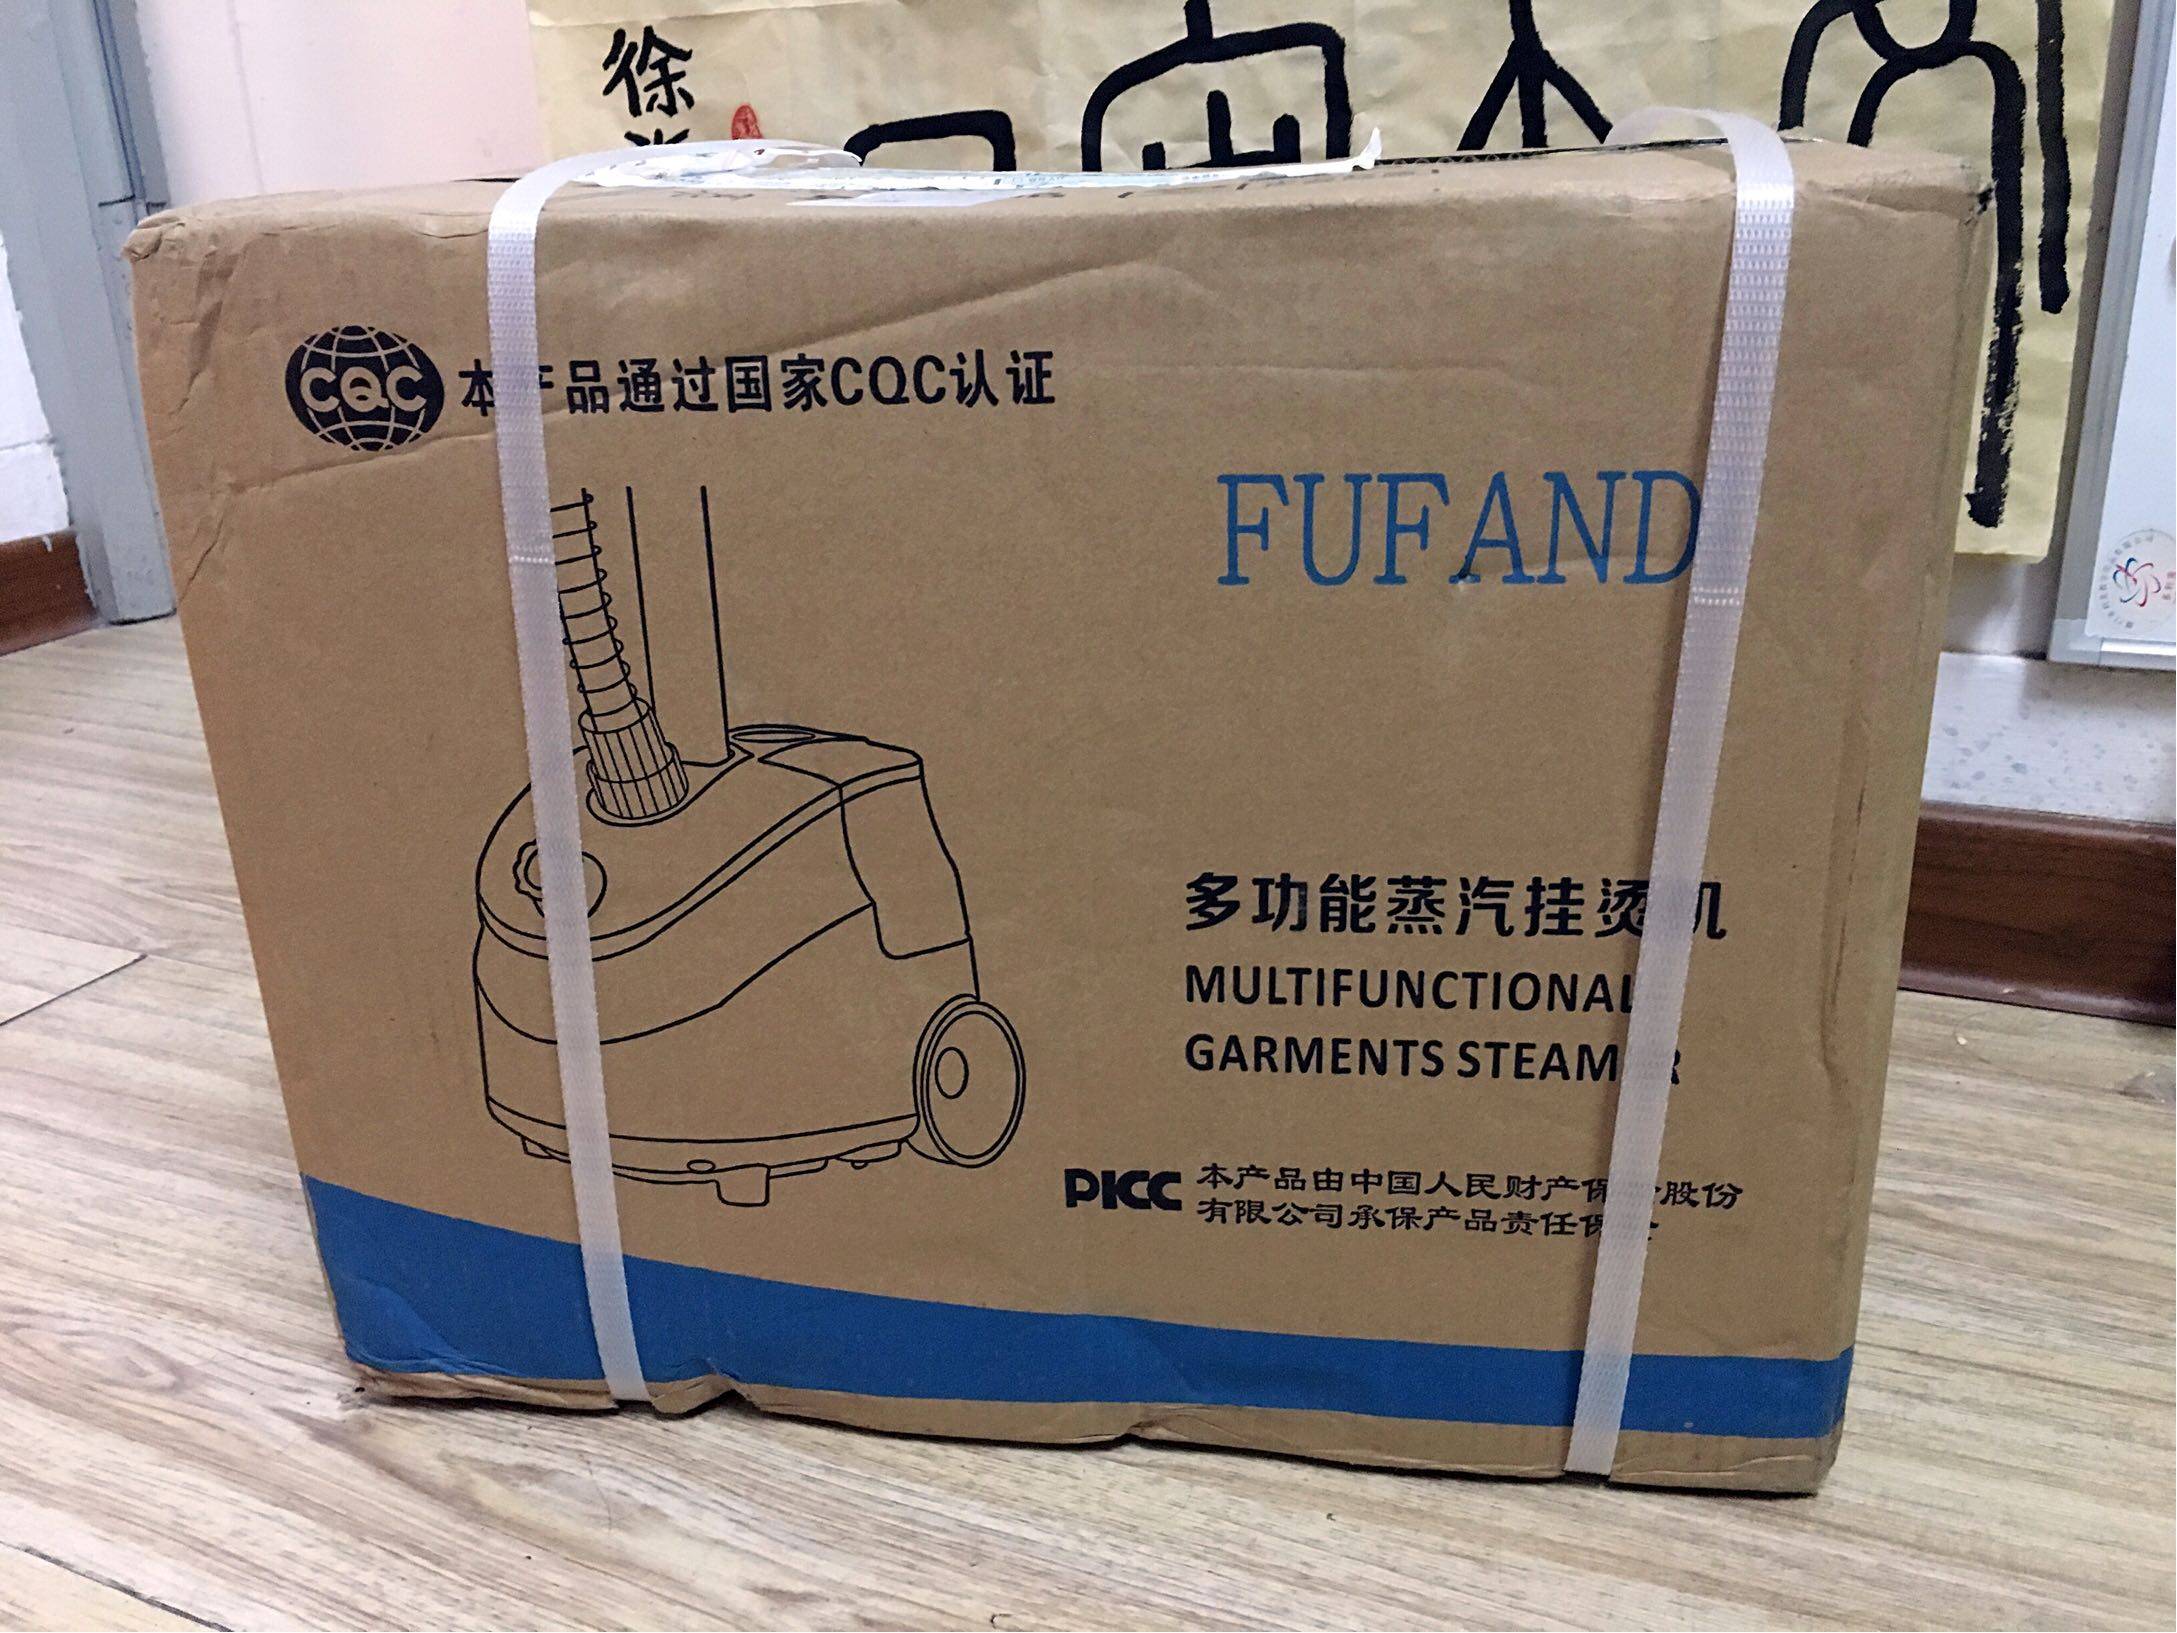 徐
CQC 本产品通过国家CQC认证
FUFAND
多功能蒸汽挂烫机
MULTIFUNCTIONAL
GARMENTS STEAMER
PICC 本产品由中国人民财产保险股份
有限公司承保产品责任保险